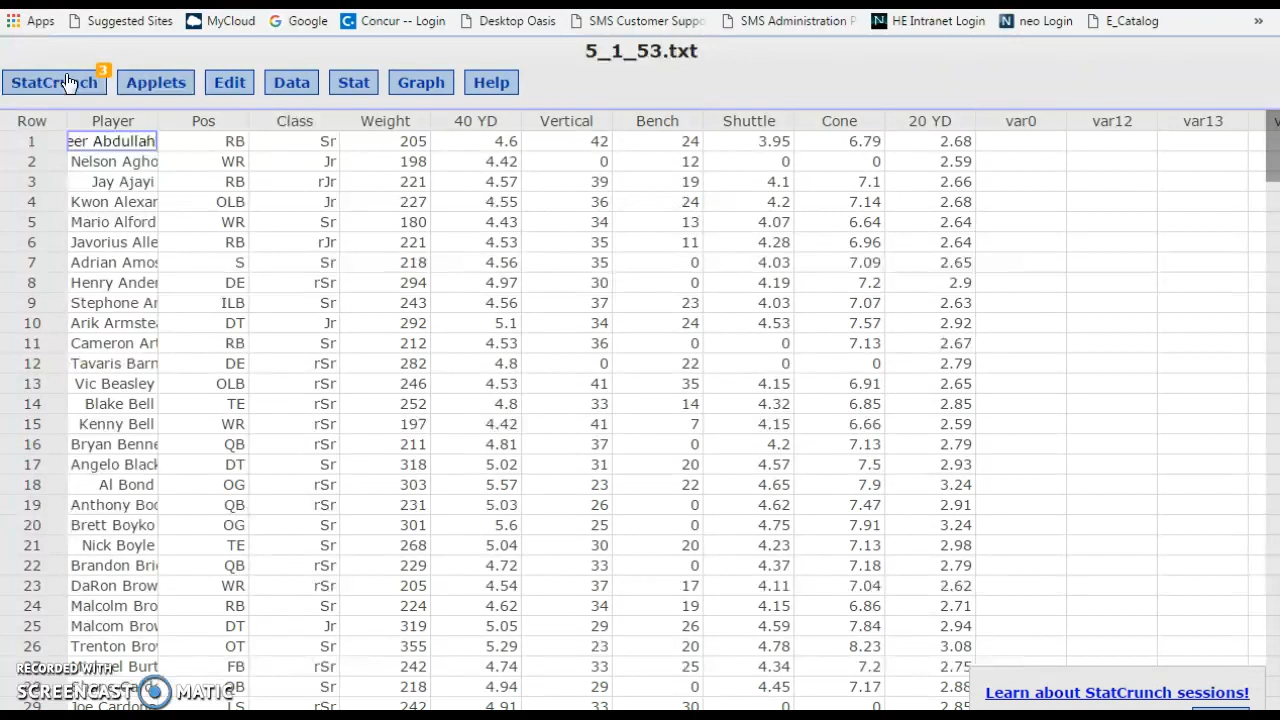 Apps Suggested Sites MyCloud Google Concur -- Login Desktop Oasis SMS Customer Suppo SMS Administration P HE Intranet Login neo Login E_Catalog »
5_1_53.txt
StatCrunch 3 Applets Edit Data Stat Graph Help
Row Player Pos Class Weight 40 YD Vertical Bench Shuttle Cone 20 YD var0 var12 var13
1 eer Abdullah RB Sr 205 4.6 42 24 3.95 6.79 2.68
2 Nelson Agho WR Jr 198 4.42 0 12 0 0 2.59
3 Jay Ajayi RB rJr 221 4.57 39 19 4.1 7.1 2.66
4 Kwon Alexar OLB Jr 227 4.55 36 24 4.2 7.14 2.68
5 Mario Alford WR Sr 180 4.43 34 13 4.07 6.64 2.64
6 Javorius Alle RB rJr 221 4.53 35 11 4.28 6.96 2.64
7 Adrian Amos S Sr 218 4.56 35 0 4.03 7.09 2.65
8 Henry Ander DE rSr 294 4.97 30 0 4.19 7.2 2.9
9 Stephone Ar ILB Sr 243 4.56 37 23 4.03 7.07 2.63
10 Arik Armstea DT Jr 292 5.1 34 24 4.53 7.57 2.92
11 Cameron Art RB Sr 212 4.53 36 0 0 7.13 2.67
12 Tavaris Barn DE rSr 282 4.8 0 22 0 0 2.79
13 Vic Beasley OLB rSr 246 4.53 41 35 4.15 6.91 2.65
14 Blake Bell TE rSr 252 4.8 33 14 4.32 6.85 2.85
15 Kenny Bell WR rSr 197 4.42 41 7 4.15 6.66 2.59
16 Bryan Benne QB rSr 211 4.81 37 0 4.2 7.13 2.79
17 Angelo Black DT Sr 318 5.02 31 20 4.57 7.5 2.93
18 Al Bond OG rSr 303 5.57 23 22 4.65 7.9 3.24
19 Anthony Boo QB rSr 231 5.03 26 0 4.62 7.47 2.91
20 Brett Boyko OG Sr 301 5.6 25 0 4.75 7.91 3.24
21 Nick Boyle TE Sr 268 5.04 30 20 4.23 7.13 2.98
22 Brandon Brid QB rSr 229 4.72 33 0 4.37 7.18 2.79
23 DaRon Brow WR rSr 205 4.54 37 17 4.11 7.04 2.62
24 Malcolm Bro RB Sr 224 4.62 34 19 4.15 6.86 2.71
25 Malcom Brov DT Jr 319 5.05 29 26 4.59 7.84 2.94
26 Trenton Brov OT Sr 355 5.29 23 20 4.78 8.23 3.08
Burt FB rSr 242 4.74 33 25 4.34 7.2 2.75
QB Sr 218 4.94 29 0 4.45 7.17 2.88
29 Joe Cardona LS rSr 242 4.91 33 30 0 0 2.85
RECORDED WITH
SCREENCAST MATIC
Learn about StatCrunch sessions!